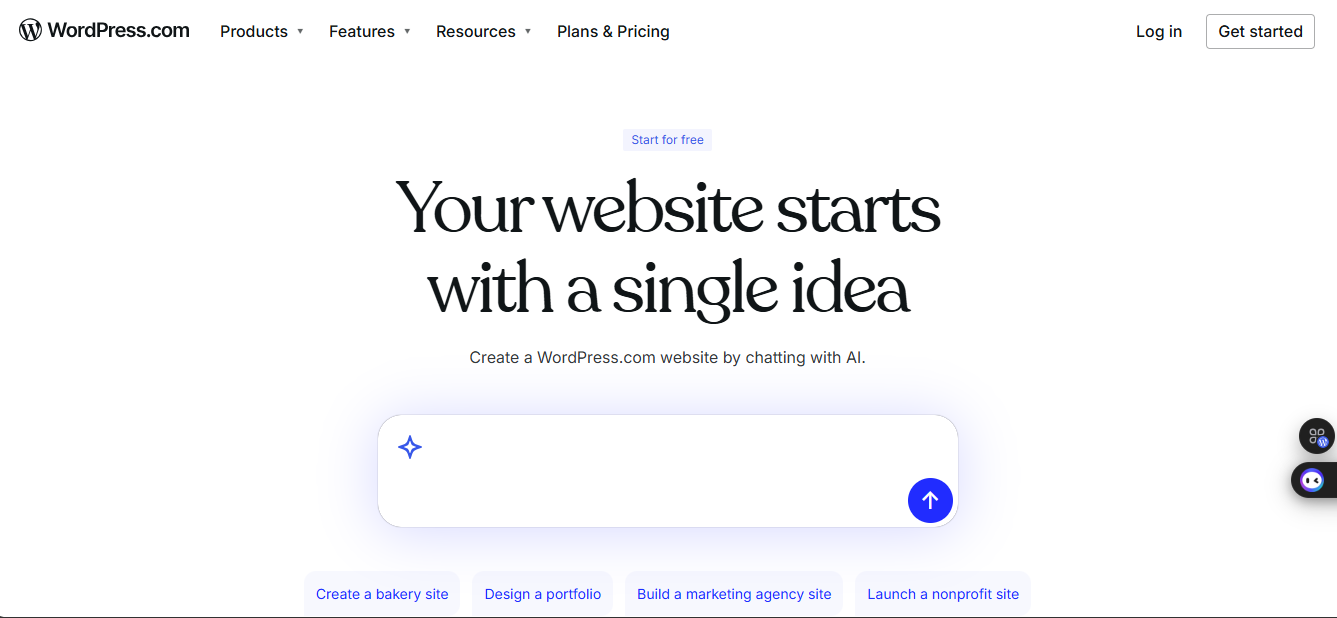 WordPress.com Products Features Resources Plans & Pricing Log in Get started
Start for free
Your website starts
with a single idea
Create a WordPress.com website by chatting with AI.
Create a bakery site Design a portfolio Build a marketing agency site Launch a nonprofit site